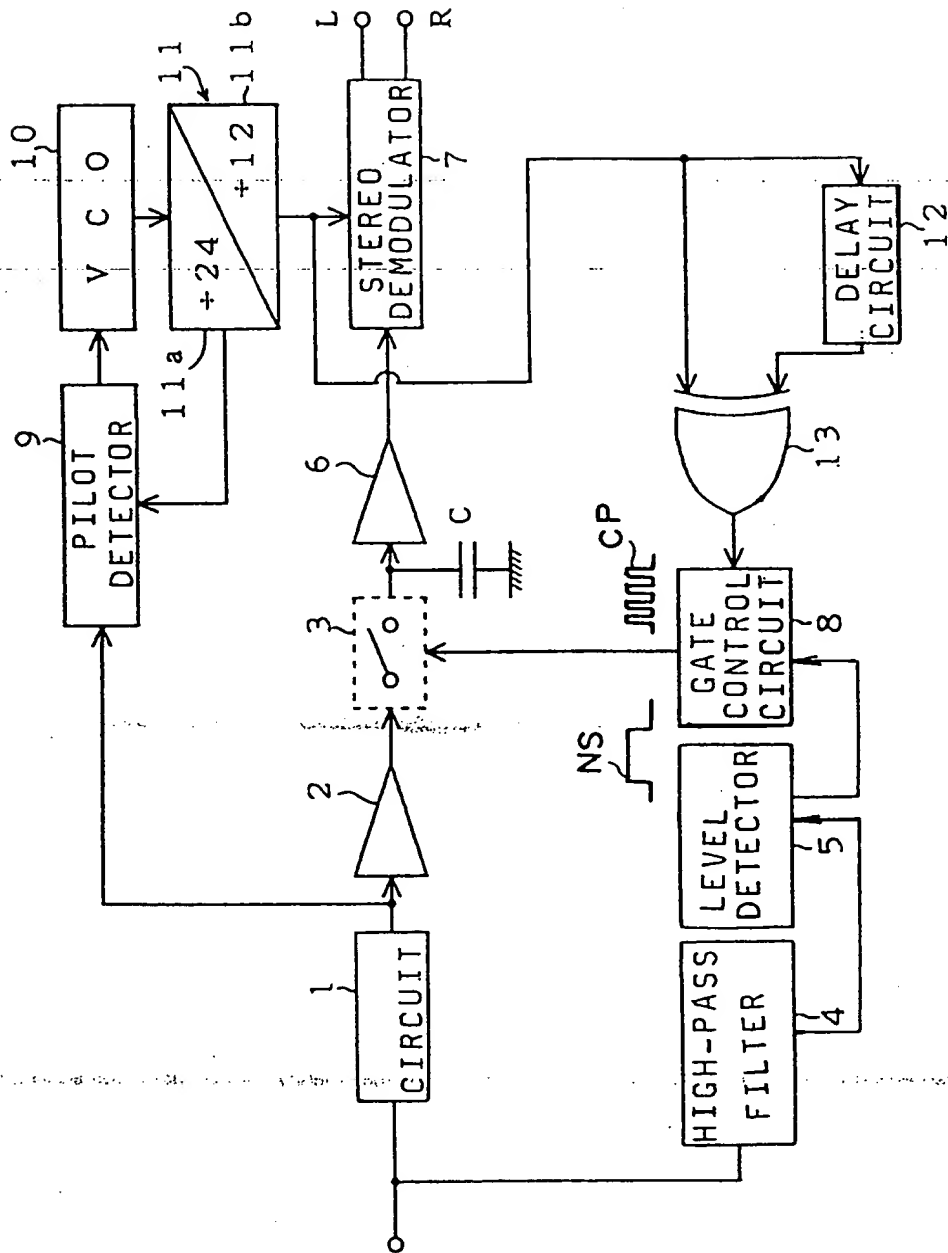 10
V C O
11
11b
÷24
÷12
11a
L
R
9
PILOT
DETECTOR
STEREO
DEMODULATOR
7
6
C
3
2
1
CIRCUIT
DELAY
CIRCUIT
12
13
CP
NS
GATE
CONTROL
CIRCUIT
8
LEVEL
DETECTOR
5
HIGH-PASS
FILTER
4